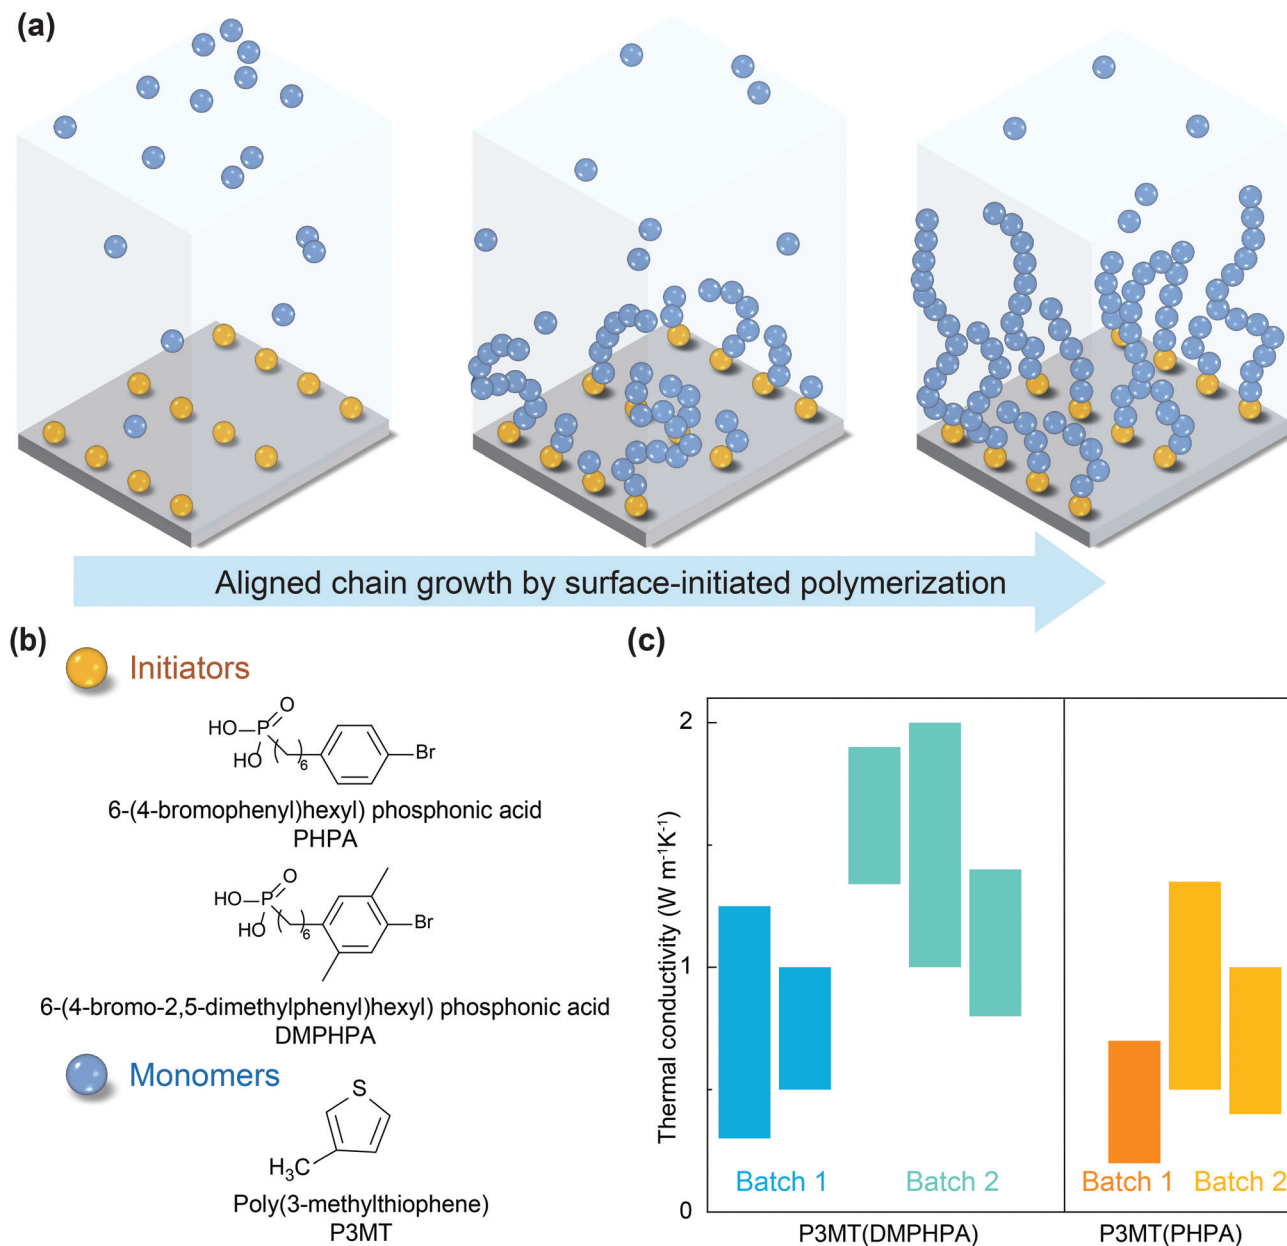 (a)
Aligned chain growth by surface-initiated polymerization
(b)
Initiators
HO
P
O
HO
6
Br
6-(4-bromophenyl)hexyl) phosphonic acid
PHPA
HO
P
O
HO
6
Br
6-(4-bromo-2,5-dimethylphenyl)hexyl) phosphonic acid
DMPHPA
Monomers
S
H₃C
Poly(3-methylthiophene)
P3MT
(c)
Thermal conductivity (W m⁻¹K⁻¹)
2
1
0
Batch 1
Batch 2
Batch 1
Batch 2
P3MT(DMPHPA)
P3MT(PHPA)